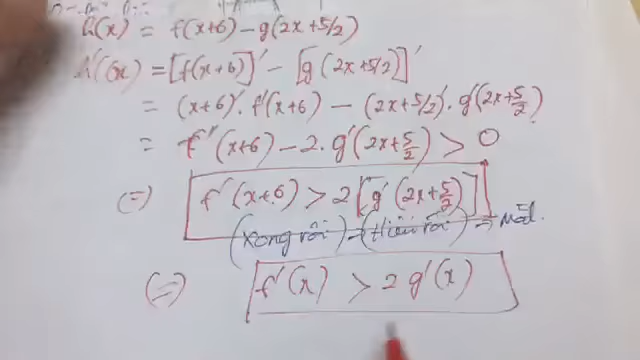 h(x) = f(x+6) - g(2x+5/2)
h'(x) = [f(x+6)]' - [g(2x+5/2)]'
= (x+6)'. f'(x+6) - (2x+5/2)'. g'(2x+5/2)
= f'(x+6) - 2. g'(2x+5/2) > 0
(=) f'(x+6) > 2[g'(2x+5/2)]
(Xong rồi) → (Hiểu rồi) →
(=) f'(x) > 2 g'(x)